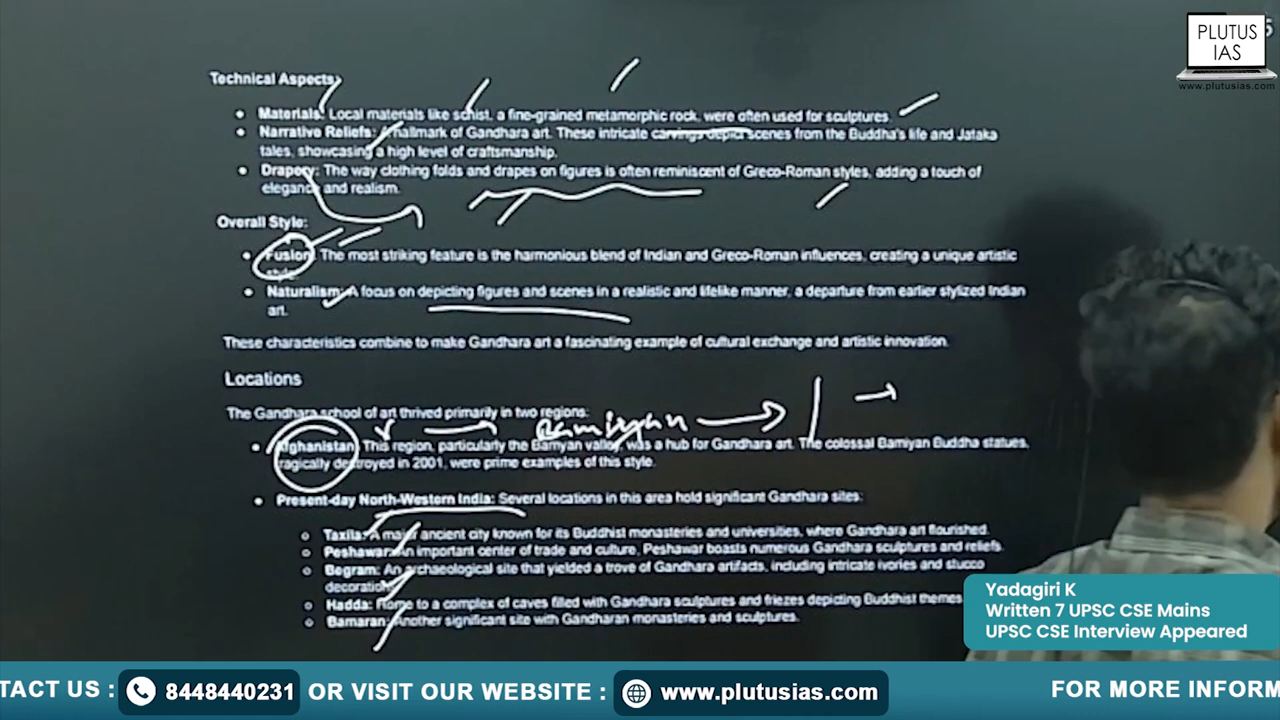 PLUTUS
IAS
www.plutusias.com
Technical Aspects
Materials: Local materials like schist, a fine-grained metamorphic rock, were often used for sculptures.
Narrative Reliefs: A hallmark of Gandhara art. These intricate carvings depict scenes from the Buddha's life and Jataka
tales, showcasing a high level of craftsmanship.
Drapery: The way clothing folds and drapes on figures is often reminiscent of Greco-Roman styles, adding a touch of
elegance and realism.
Overall Style:
Fusion: The most striking feature is the harmonious blend of Indian and Greco-Roman influences, creating a unique artistic
style.
Naturalism: A focus on depicting figures and scenes in a realistic and lifelike manner, a departure from earlier stylized Indian
art.
These characteristics combine to make Gandhara art a fascinating example of cultural exchange and artistic innovation.
Locations
The Gandhara school of art thrived primarily in two regions:
Bamiyan
Afghanistan: This region, particularly the Bamyan valley, was a hub for Gandhara art. The colossal Bamiyan Buddha statues,
tragically destroyed in 2001, were prime examples of this style.
Present-day North-Western India: Several locations in this area hold significant Gandhara sites:
Taxila: A major ancient city known for its Buddhist monasteries and universities, where Gandhara art flourished.
Peshawar: An important center of trade and culture, Peshawar boasts numerous Gandhara sculptures and reliefs.
Begram: An archaeological site that yielded a trove of Gandhara artifacts, including intricate ivories and stucco
decorations
Hadda: Home to a complex of caves filled with Gandhara sculptures and friezes depicting Buddhist themes.
Bamaran: Another significant site with Gandharan monasteries and sculptures.
Yadagiri K
Written 7 UPSC CSE Mains
UPSC CSE Interview Appeared
TACT US : 8448440231 OR VISIT OUR WEBSITE : www.plutusias.com FOR MORE INFORM